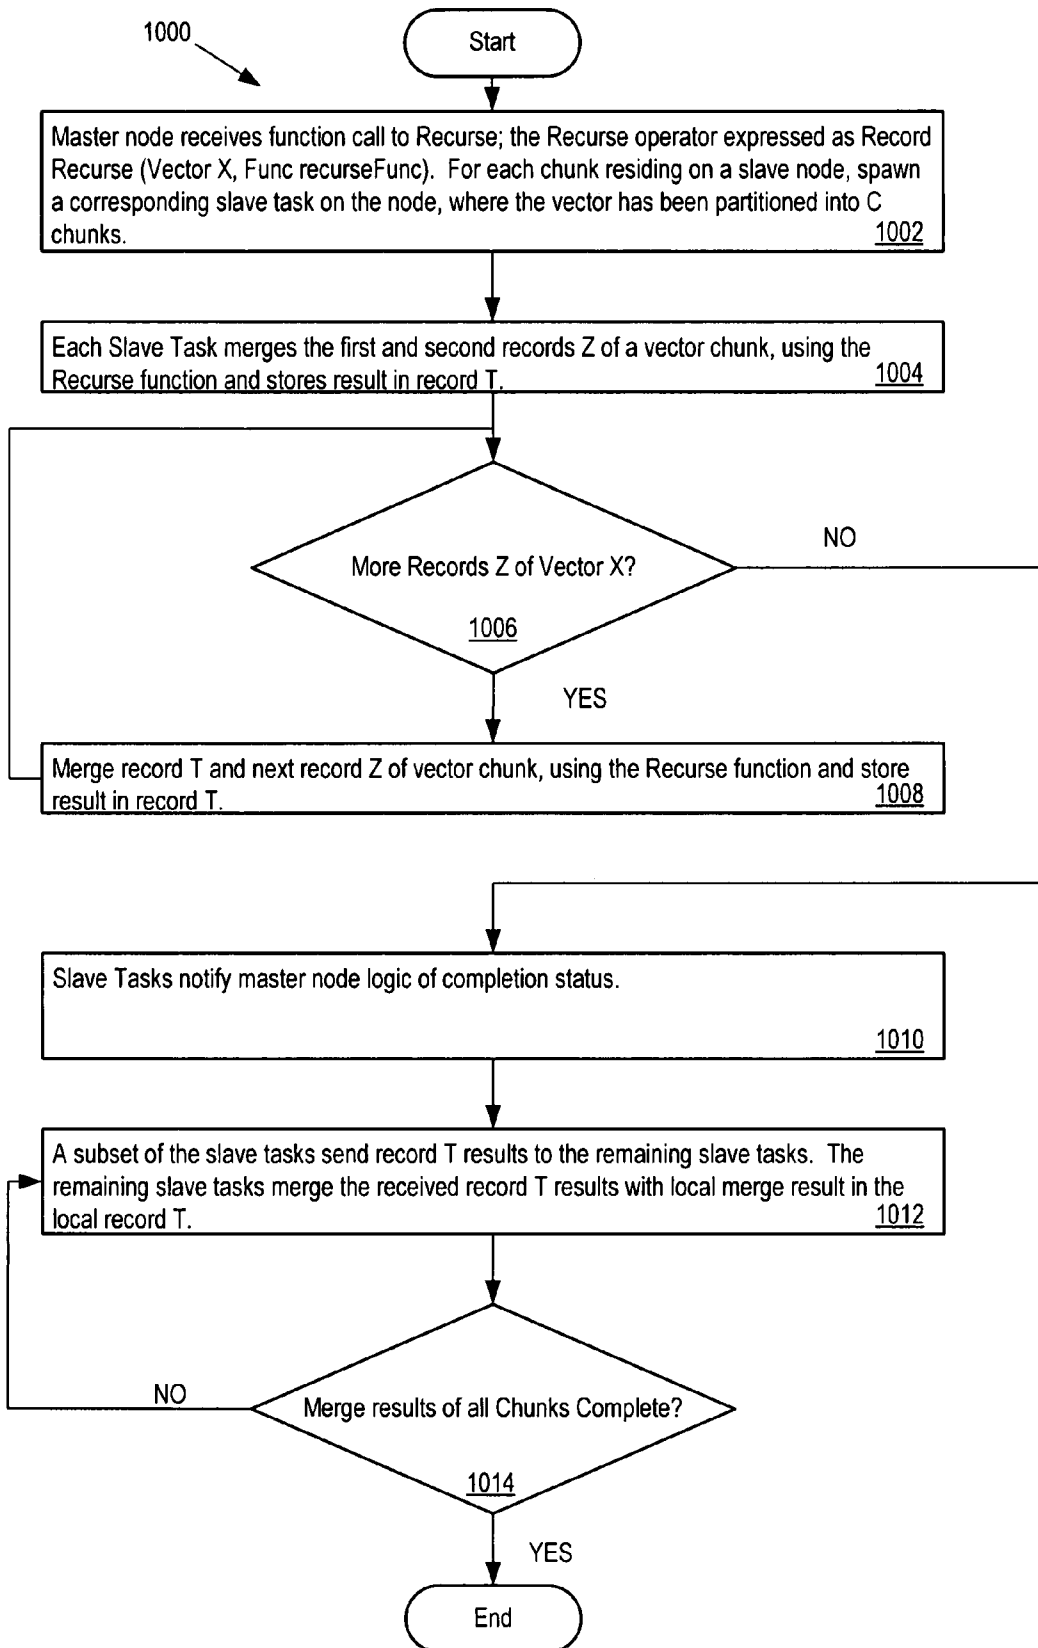 1000
Start
Master node receives function call to Recurse; the Recurse operator expressed as Record
Recurse (Vector X, Func recurseFunc).  For each chunk residing on a slave node, spawn
a corresponding slave task on the node, where the vector has been partitioned into C
chunks.
1002
Each Slave Task merges the first and second records Z of a vector chunk, using the
Recurse function and stores result in record T.
1004
More Records Z of Vector X?
1006
NO
YES
Merge record T and next record Z of vector chunk, using the Recurse function and store
result in record T.
1008
Slave Tasks notify master node logic of completion status.
1010
A subset of the slave tasks send record T results to the remaining slave tasks.  The
remaining slave tasks merge the received record T results with local merge result in the
local record T.
1012
NO
Merge results of all Chunks Complete?
1014
YES
End